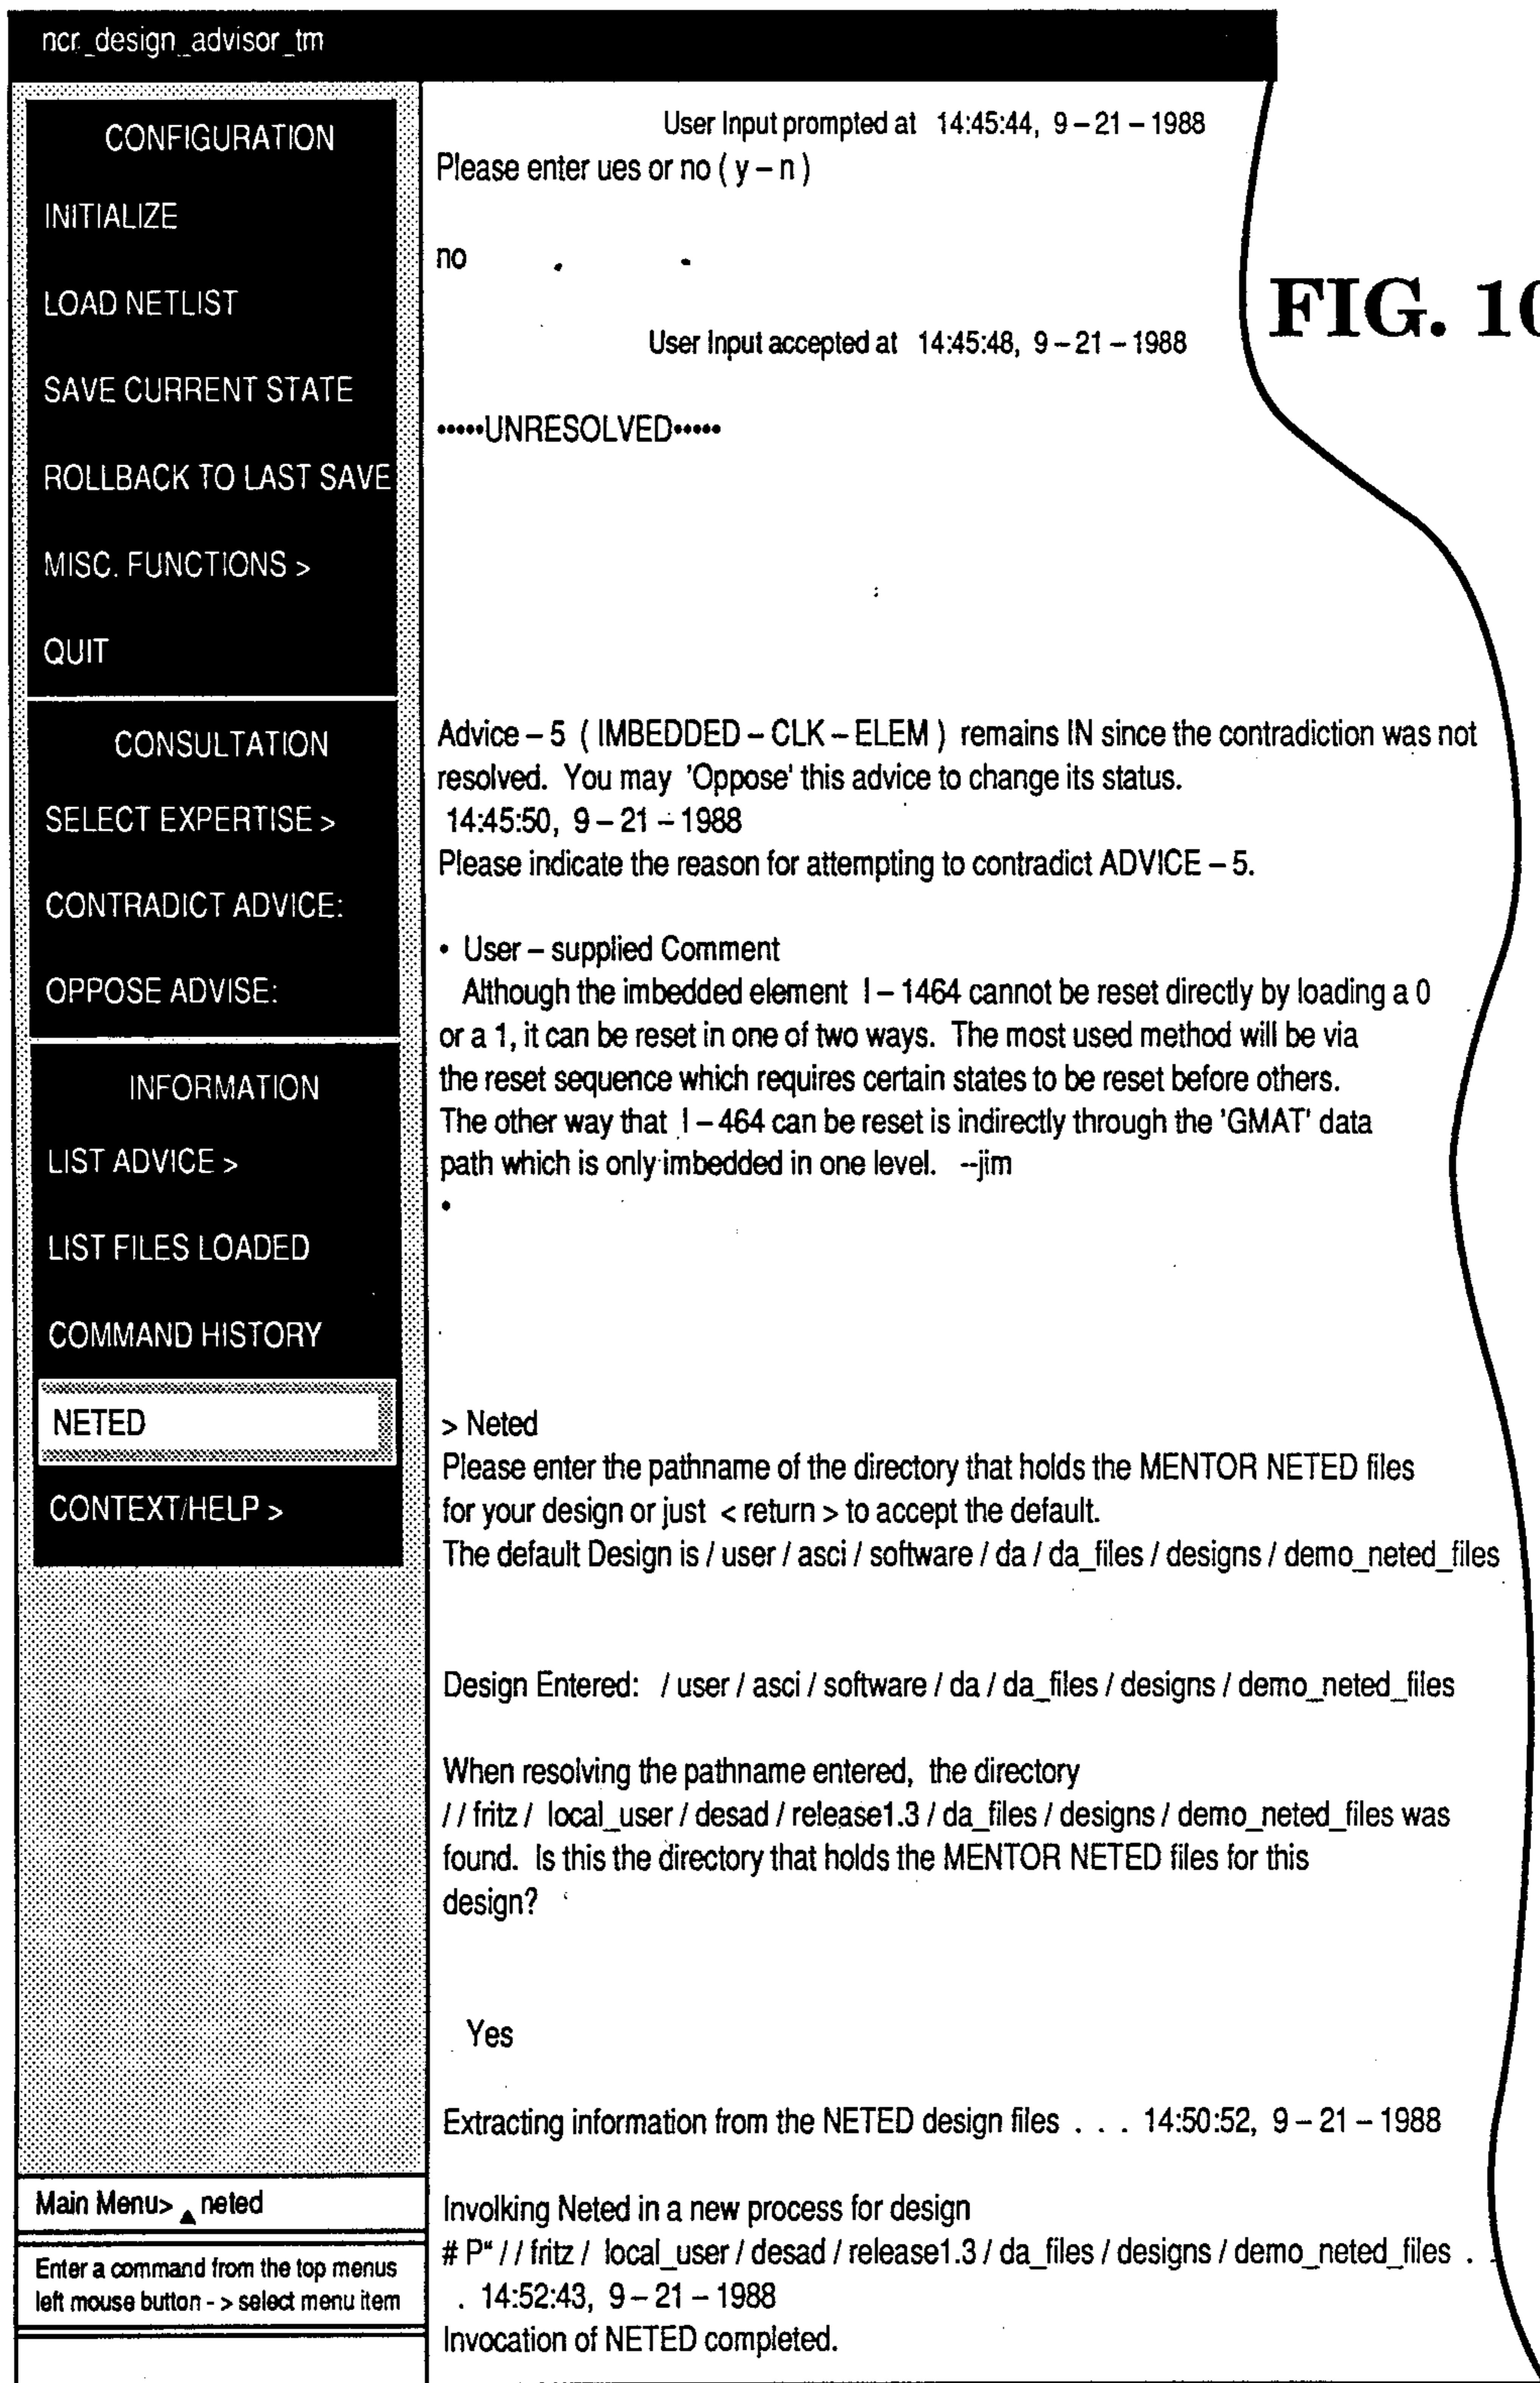 ncr_design_advisor_tm
CONFIGURATION
INITIALIZE
LOAD NETLIST
SAVE CURRENT STATE
ROLLBACK TO LAST SAVE
MISC. FUNCTIONS >
QUIT
CONSULTATION
SELECT EXPERTISE >
CONTRADICT ADVICE:
OPPOSE ADVISE:
INFORMATION
LIST ADVICE >
LIST FILES LOADED
COMMAND HISTORY
NETED
CONTEXT/HELP >
Main Menu> neted
Enter a command from the top menus
left mouse button - > select menu item
User Input prompted at 14:45:44, 9 – 21 – 1988
Please enter ues or no ( y – n )
no
User Input accepted at 14:45:48, 9 – 21 – 1988
•••••UNRESOLVED•••••
Advice – 5 ( IMBEDDED – CLK – ELEM ) remains IN since the contradiction was not
resolved. You may 'Oppose' this advice to change its status.
14:45:50, 9 – 21 – 1988
Please indicate the reason for attempting to contradict ADVICE – 5.
• User – supplied Comment
Although the imbedded element I – 1464 cannot be reset directly by loading a 0
or a 1, it can be reset in one of two ways. The most used method will be via
the reset sequence which requires certain states to be reset before others.
The other way that I – 464 can be reset is indirectly through the 'GMAT' data
path which is only imbedded in one level. --jim
•
> Neted
Please enter the pathname of the directory that holds the MENTOR NETED files
for your design or just < return > to accept the default.
The default Design is / user / asci / software / da / da_files / designs / demo_neted_files
Design Entered: / user / asci / software / da / da_files / designs / demo_neted_files
When resolving the pathname entered, the directory
/ / fritz / local_user / desad / release1.3 / da_files / designs / demo_neted_files was
found. Is this the directory that holds the MENTOR NETED files for this
design?
Yes
Extracting information from the NETED design files . . . 14:50:52, 9 – 21 – 1988
Involking Neted in a new process for design
# P" / / fritz / local_user / desad / release1.3 / da_files / designs / demo_neted_files . .
. 14:52:43, 9 – 21 – 1988
Invocation of NETED completed.
FIG. 10